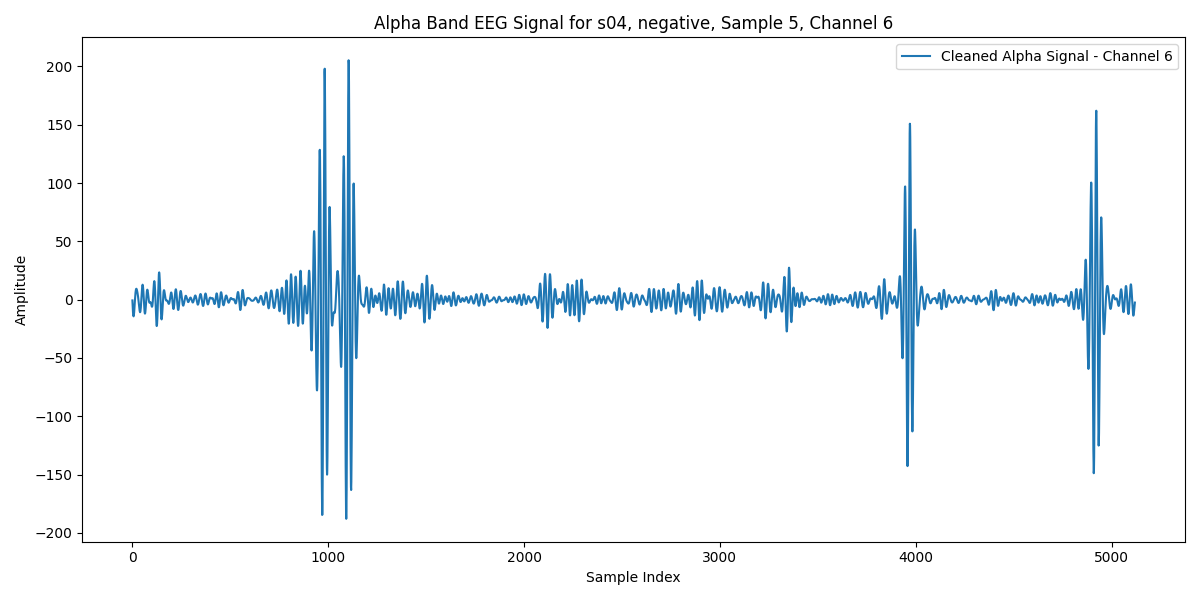 Alpha Band EEG Signal for s04, negative, Sample 5, Channel 6
Cleaned Alpha Signal - Channel 6
200
150
100
50
0
−50
−100
−150
−200
Amplitude
0 1000 2000 3000 4000 5000
Sample Index